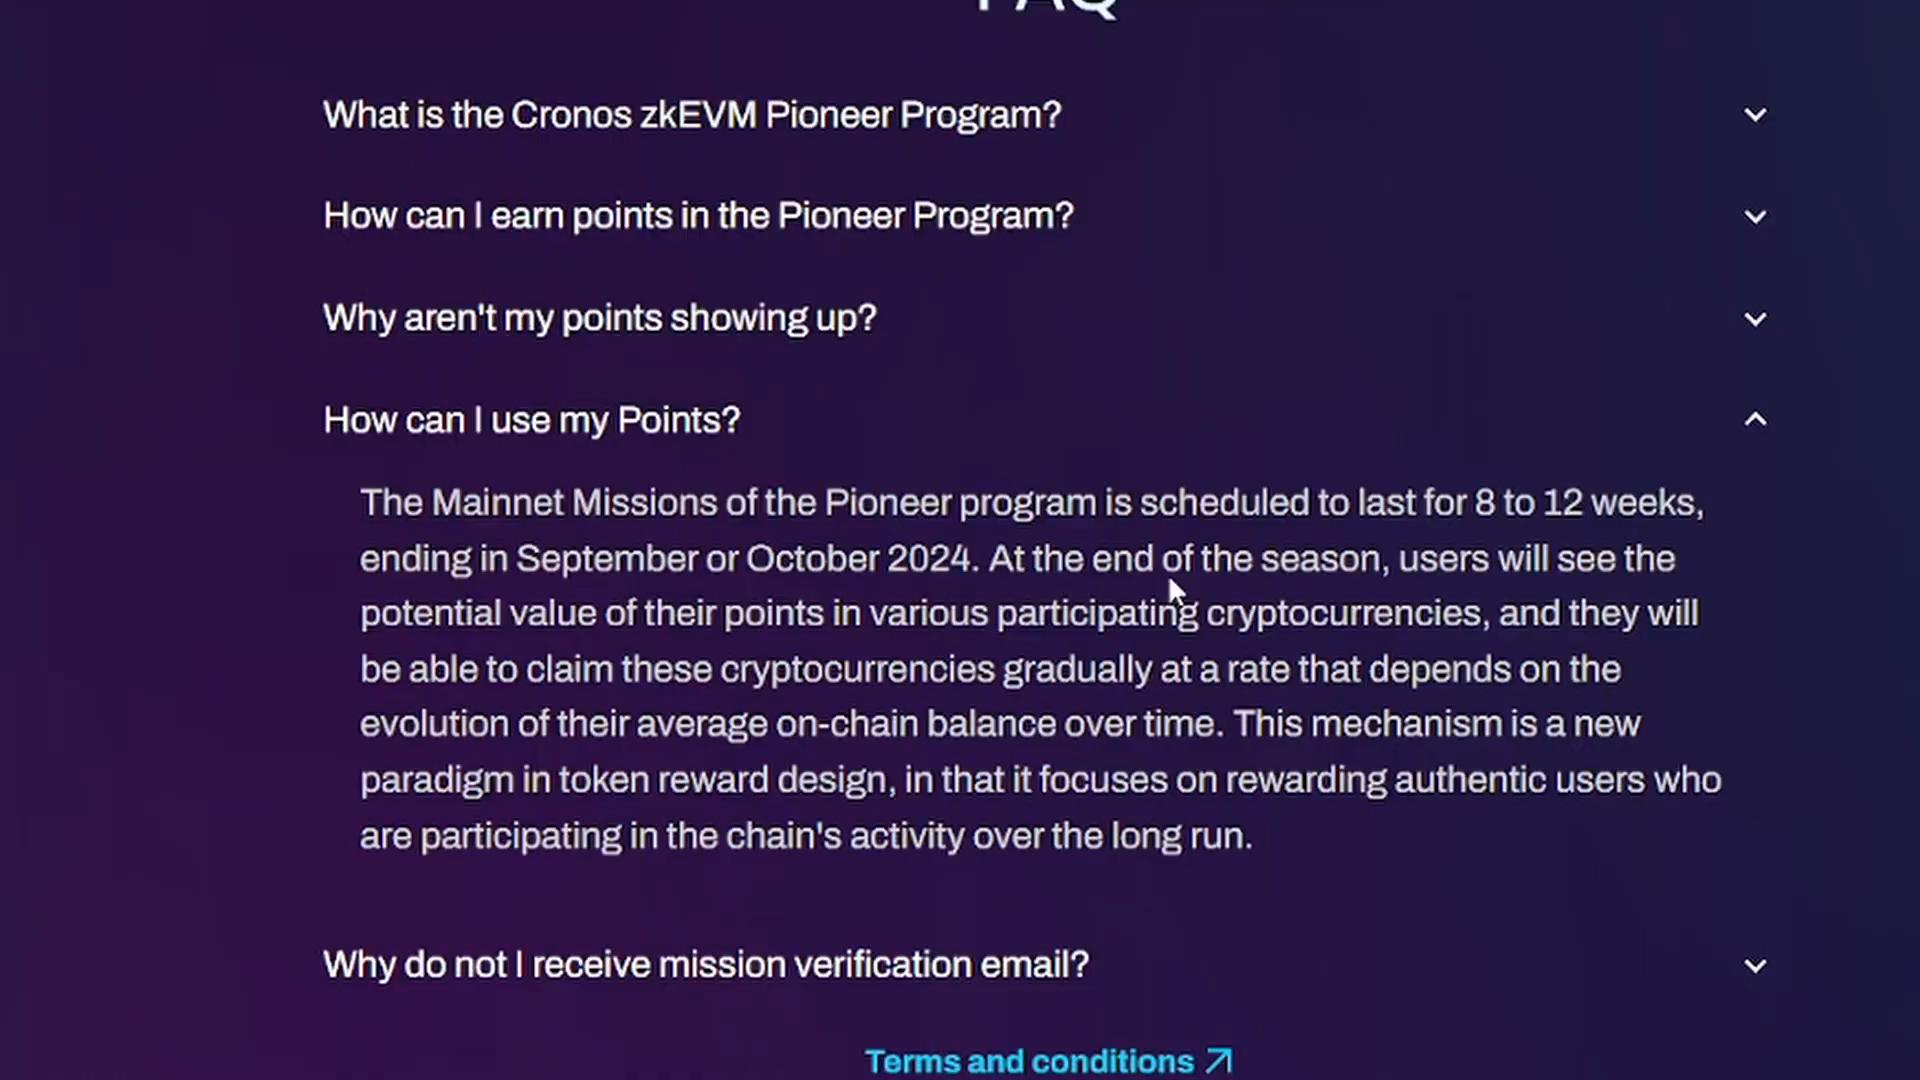 FAQ
What is the Cronos zkEVM Pioneer Program?
How can I earn points in the Pioneer Program?
Why aren't my points showing up?
How can I use my Points?
The Mainnet Missions of the Pioneer program is scheduled to last for 8 to 12 weeks,
ending in September or October 2024. At the end of the season, users will see the
potential value of their points in various participating cryptocurrencies, and they will
be able to claim these cryptocurrencies gradually at a rate that depends on the
evolution of their average on-chain balance over time. This mechanism is a new
paradigm in token reward design, in that it focuses on rewarding authentic users who
are participating in the chain's activity over the long run.
Why do not I receive mission verification email?
Terms and conditions